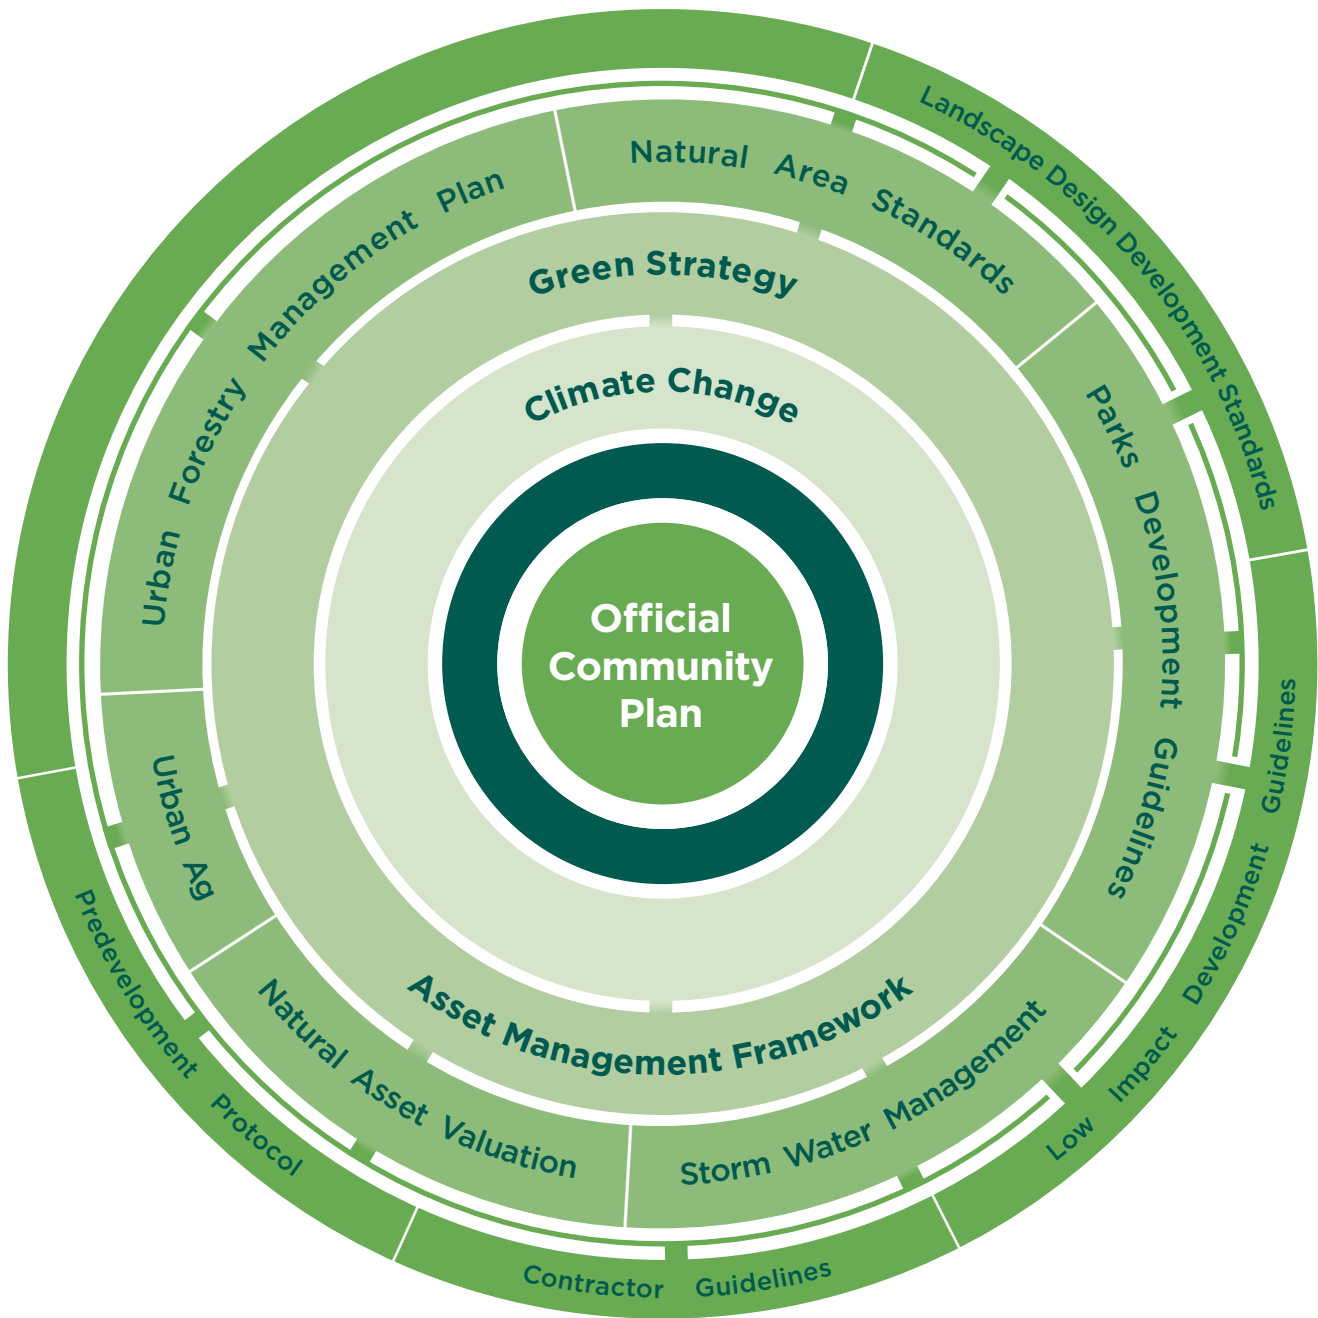 Official
Community
Plan
Climate Change
Green Strategy
Asset Management Framework
Natural Area Standards
Parks Development Guidelines
Storm Water Management
Natural Asset Valuation
Urban Ag
Urban Forestry Management Plan
Landscape Design Development Standards
Low Impact Development Guidelines
Contractor Guidelines
Predevelopment Protocol